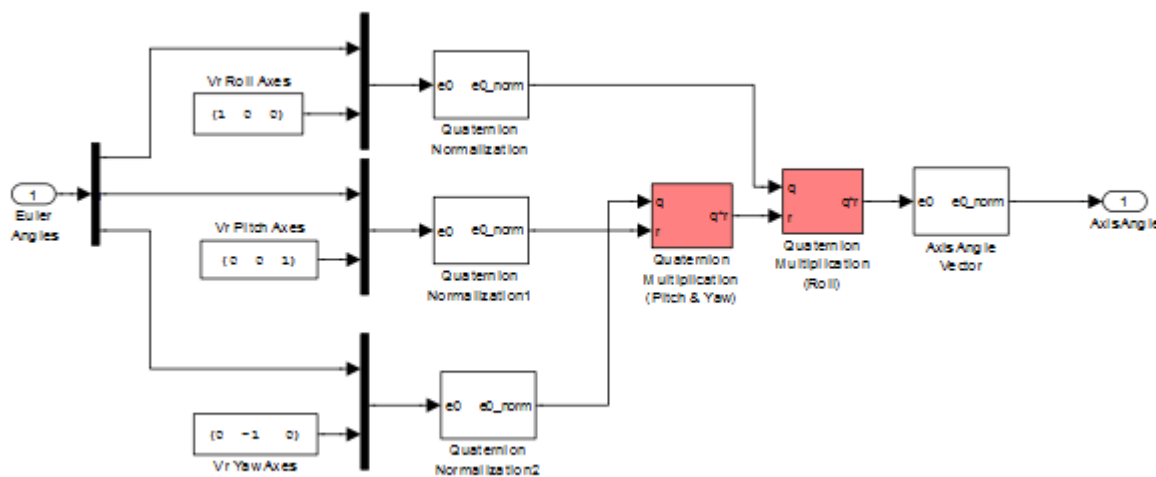 Vr Roll Axes
(1 0 0)
e0 e0_norm
Quaternion
Normalization
1
Euler
Angles
Vr Pitch Axes
(0 0 1)
e0 e0_norm
Quaternion
Normalization1
q
r
q*r
Quaternion
Multiplication
(Pitch & Yaw)
q
r
q*r
Quaternion
Multiplication
(Roll)
e0 e0_norm
AxisAngle
Vector
1
AxisAngle
(0 -1 0)
Vr Yaw Axes
e0 e0_norm
Quaternion
Normalization2